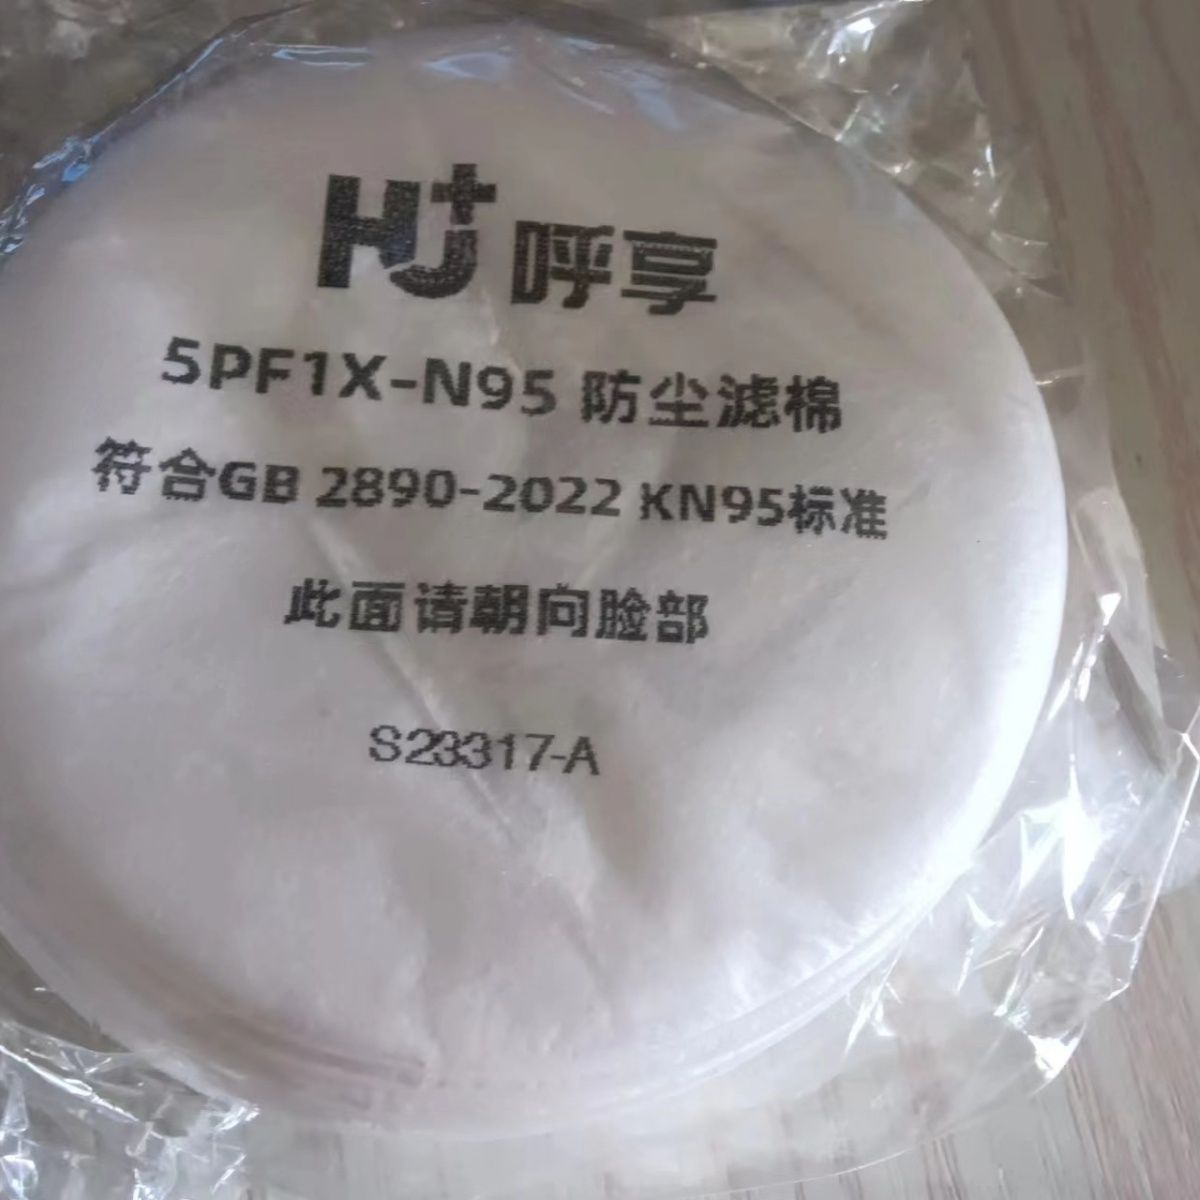 HJ+ 呼享
5PF1X-N95 防尘滤棉
符合GB 2890-2022 KN95标准
此面请朝向脸部
S23317-A